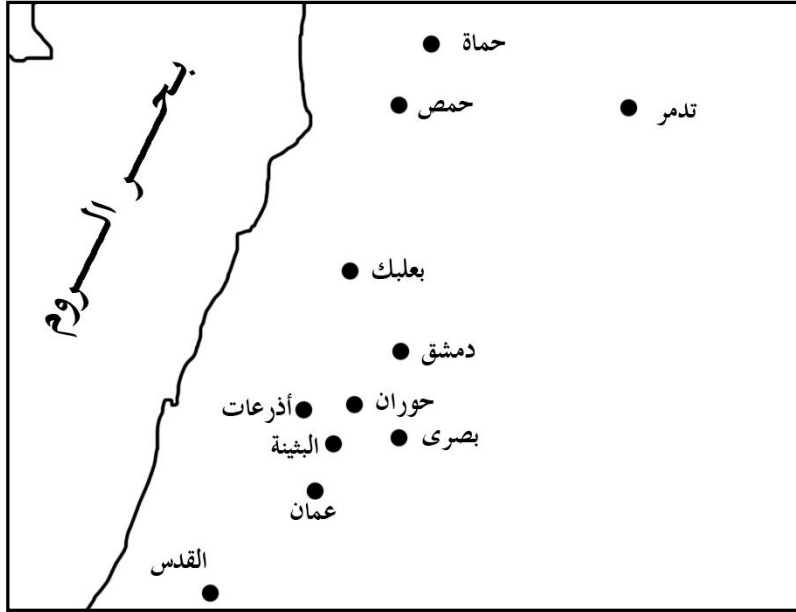 حماة
حمص
تدمر
بحر الروم
بعلبك
دمشق
حوران
أذرعات
بصرى
البثينة
عمان
القدس